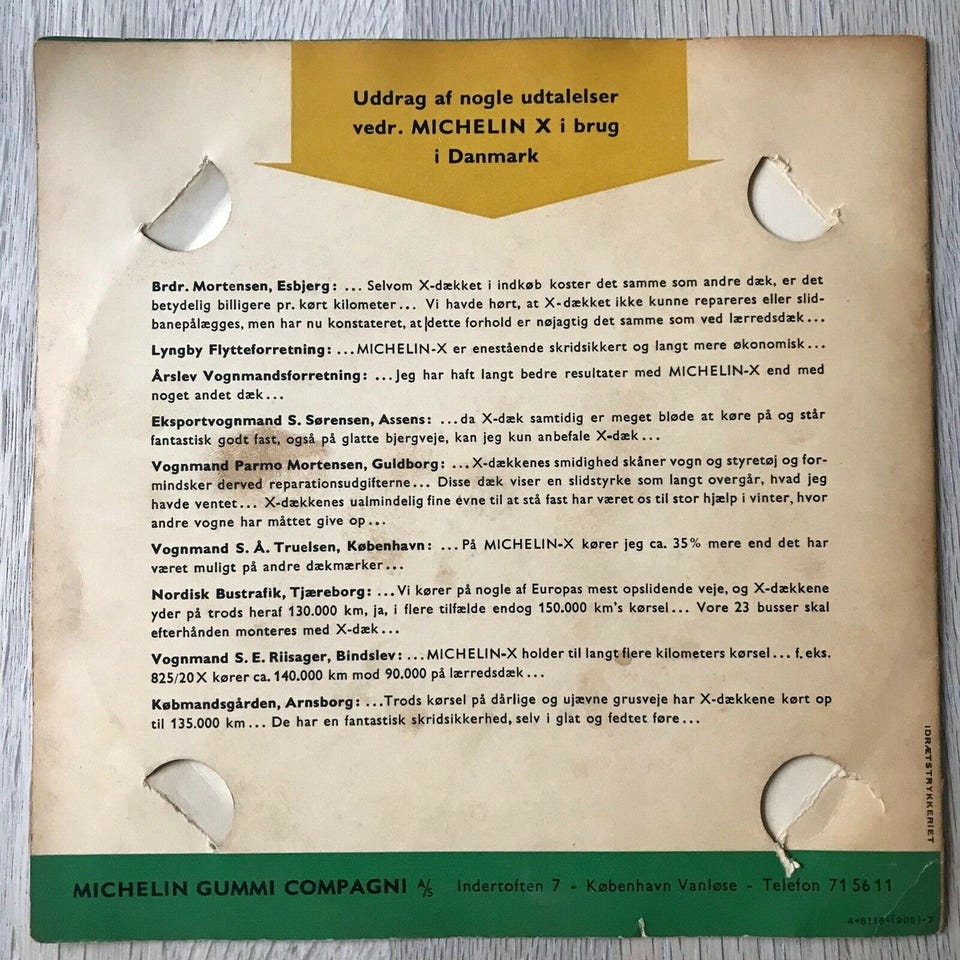 Uddrag af nogle udtalelser
vedr. MICHELIN X i brug
i Danmark
Brdr. Mortensen, Esbjerg: ... Selvom X-dækket i indkøb koster det samme som andre dæk, er det
betydelig billigere pr. kørt kilometer... Vi havde hørt, at X-dækket ikke kunne repareres eller slid-
banepålægges, men har nu konstateret, at dette forhold er nøjagtig det samme som ved lærredsdæk...
Lyngby Flytteforretning: ...MICHELIN-X er enestående skridsikkert og langt mere økonomisk...
Årslev Vognmandsforretning: ...Jeg har haft langt bedre resultater med MICHELIN-X end med
noget andet dæk...
Eksportvognmand S. Sørensen, Assens: ...da X-dæk samtidig er meget bløde at køre på og står
fantastisk godt fast, også på glatte bjergveje, kan jeg kun anbefale X-dæk...
Vognmand Parmo Mortensen, Guldborg: ...X-dækkenes smidighed skåner vogn og styretøj og for-
mindsker derved reparationsudgifterne... Disse dæk viser en slidstyrke som langt overgår, hvad jeg
havde ventet... X-dækkenes ualmindelig fine evne til at stå fast har været os til stor hjælp i vinter, hvor
andre vogne har måttet give op...
Vognmand S. Å. Truelsen, København: ...På MICHELIN-X kører jeg ca. 35% mere end det har
været muligt på andre dækmærker...
Nordisk Bustrafik, Tjæreborg: ...Vi kører på nogle af Europas mest opslidende veje, og X-dækkene
yder på trods heraf 130.000 km, ja, i flere tilfælde endog 150.000 km's kørsel... Vore 23 busser skal
efterhånden monteres med X-dæk...
Vognmand S. E. Riisager, Bindslev: ...MICHELIN-X holder til langt flere kilometers kørsel... f. eks.
825/20 X kører ca. 140.000 km mod 90.000 på lærredsdæk...
Købmandsgården, Arnsborg: ...Trods kørsel på dårlige og ujævne grusveje har X-dækkene kørt op
til 135.000 km... De har en fantastisk skridsikkerhed, selv i glat og fedtet føre...
IDRÆTSTRYKKERIET
MICHELIN GUMMI COMPAGNI A/S Indertoften 7 - København Vanløse - Telefon 71 56 11